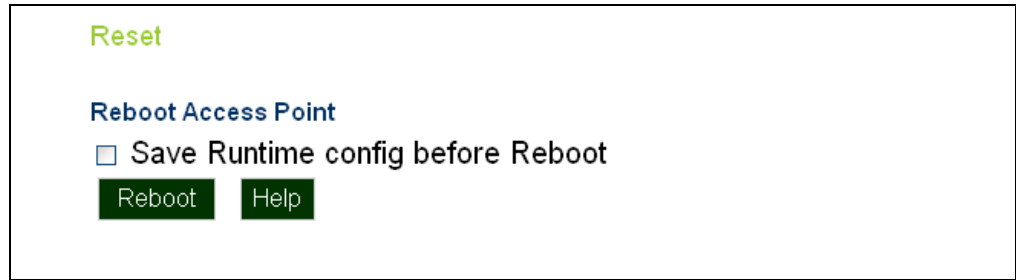 Reset
Reboot Access Point
Save Runtime config before Reboot
Reboot Help